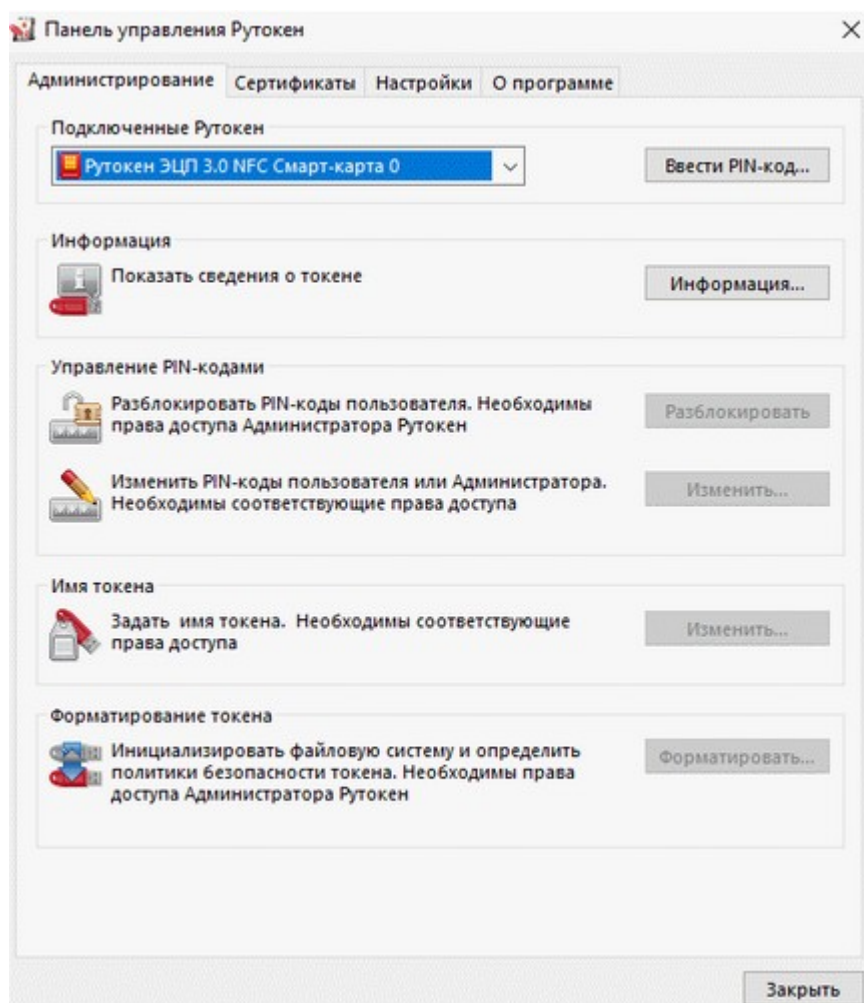 Панель управления Рутокен
Администрирование Сертификаты Настройки О программе
Подключенные Рутокен
Рутокен ЭЦП 3.0 NFC Смарт-карта 0
Ввести PIN-код...
Информация
Показать сведения о токене
Информация...
Управление PIN-кодами
Разблокировать PIN-коды пользователя. Необходимы
права доступа Администратора Рутокен
Разблокировать
Изменить PIN-коды пользователя или Администратора.
Необходимы соответствующие права доступа
Изменить...
Имя токена
Задать имя токена. Необходимы соответствующие
права доступа
Изменить...
Форматирование токена
Инициализировать файловую систему и определить
политики безопасности токена. Необходимы права
доступа Администратора Рутокен
Форматировать...
Закрыть